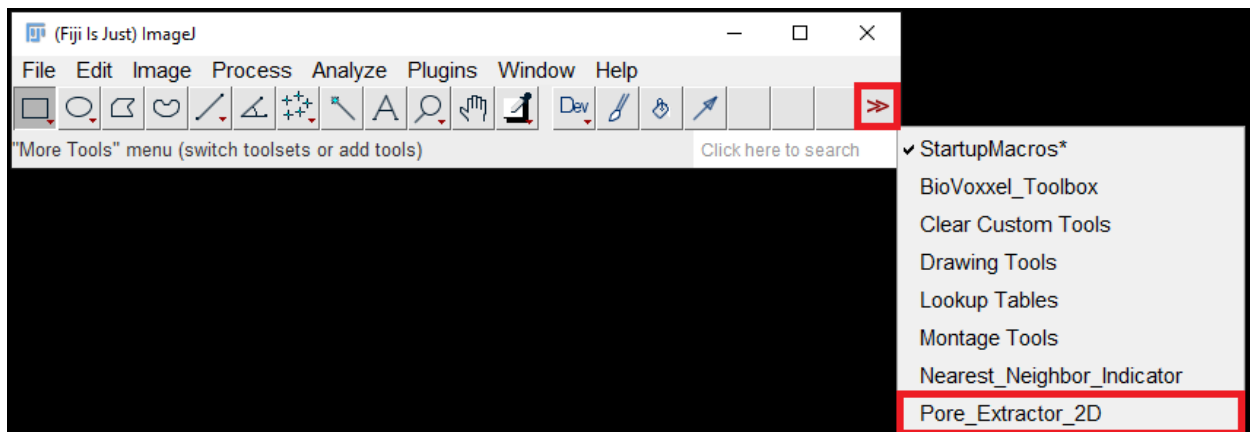 (Fiji Is Just) ImageJ
File Edit Image Process Analyze Plugins Window Help
A Dev ≫
"More Tools" menu (switch toolsets or add tools) Click here to search
✓ StartupMacros*
BioVoxxel_Toolbox
Clear Custom Tools
Drawing Tools
Lookup Tables
Montage Tools
Nearest_Neighbor_Indicator
Pore_Extractor_2D